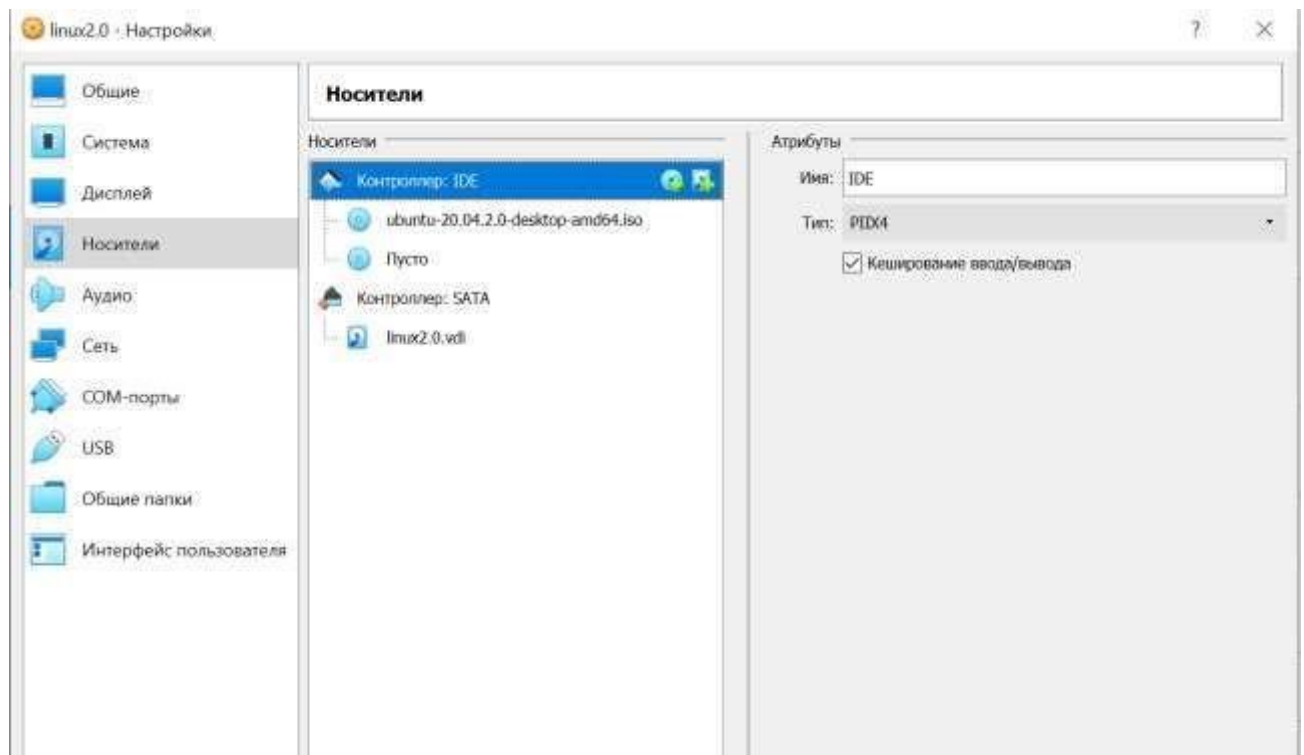 linux2.0 - Настройки
?
Общие
Система
Дисплей
Носители
Аудио
Сеть
COM-порты
USB
Общие папки
Интерфейс пользователя
Носители
Носители
Контроллер: IDE
ubuntu-20.04.2.0-desktop-amd64.iso
Пусто
Контроллер: SATA
linux2.0.vdi
Атрибуты
Имя: IDE
Тип: PIIX4
Кеширование ввода/вывода